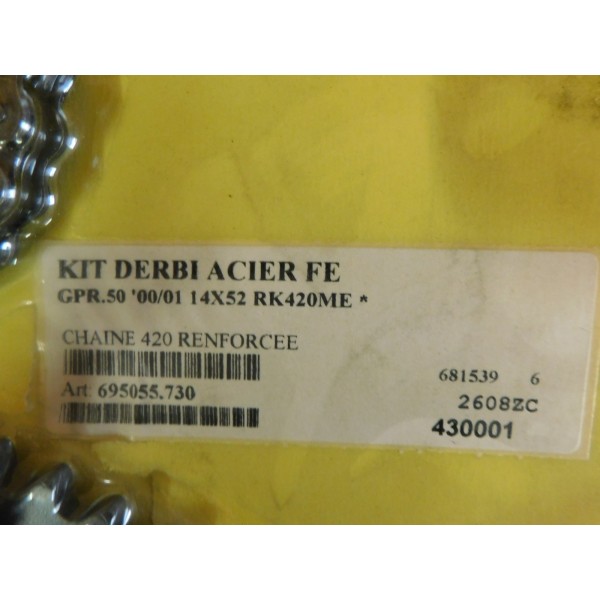 KIT DERBI ACIER FE
GPR.50 '00/01 14X52 RK420ME *
CHAINE 420 RENFORCEE
681539 6
Art: 695055.730
2608ZC
430001